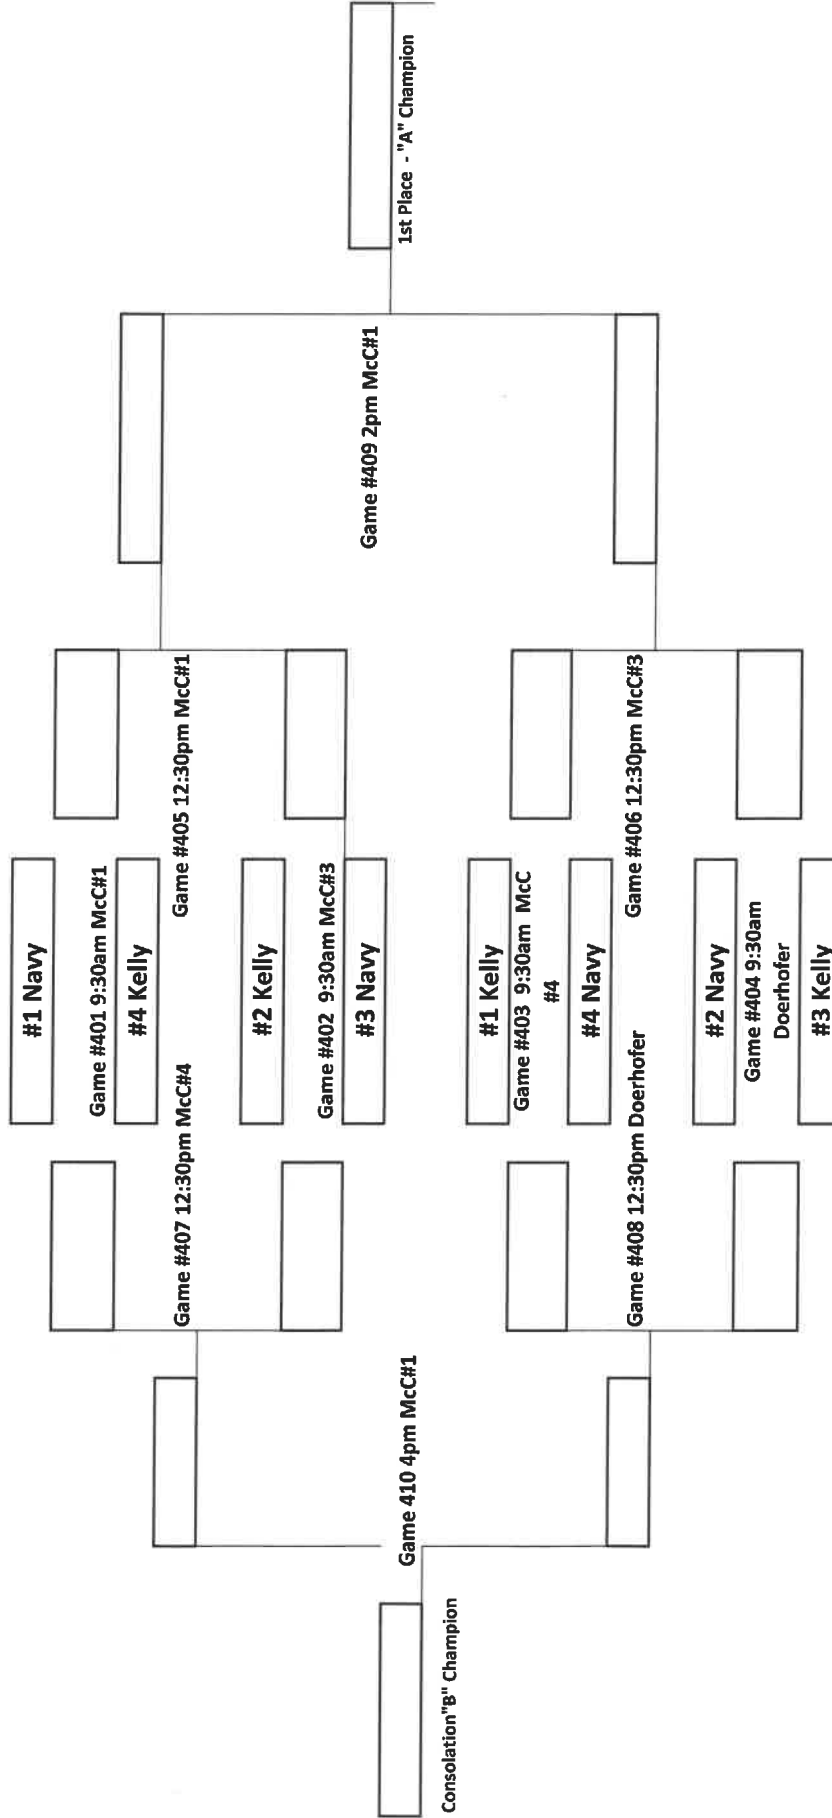 #1 Navy
Game #401 9:30am McC#1
#4 Kelly
Game #407 12:30pm McC#4
Game #405 12:30pm McC#1
#2 Kelly
Game #402 9:30am McC#3
#3 Navy
Game 410 4pm McC#1
Game #409 2pm McC#1
Consolation"B" Champion
1st Place - "A" Champion
#1 Kelly
Game #403 9:30am McC
#4
#4 Navy
Game #408 12:30pm Doerhofer
Game #406 12:30pm McC#3
#2 Navy
Game #404 9:30am
Doerhofer
#3 Kelly